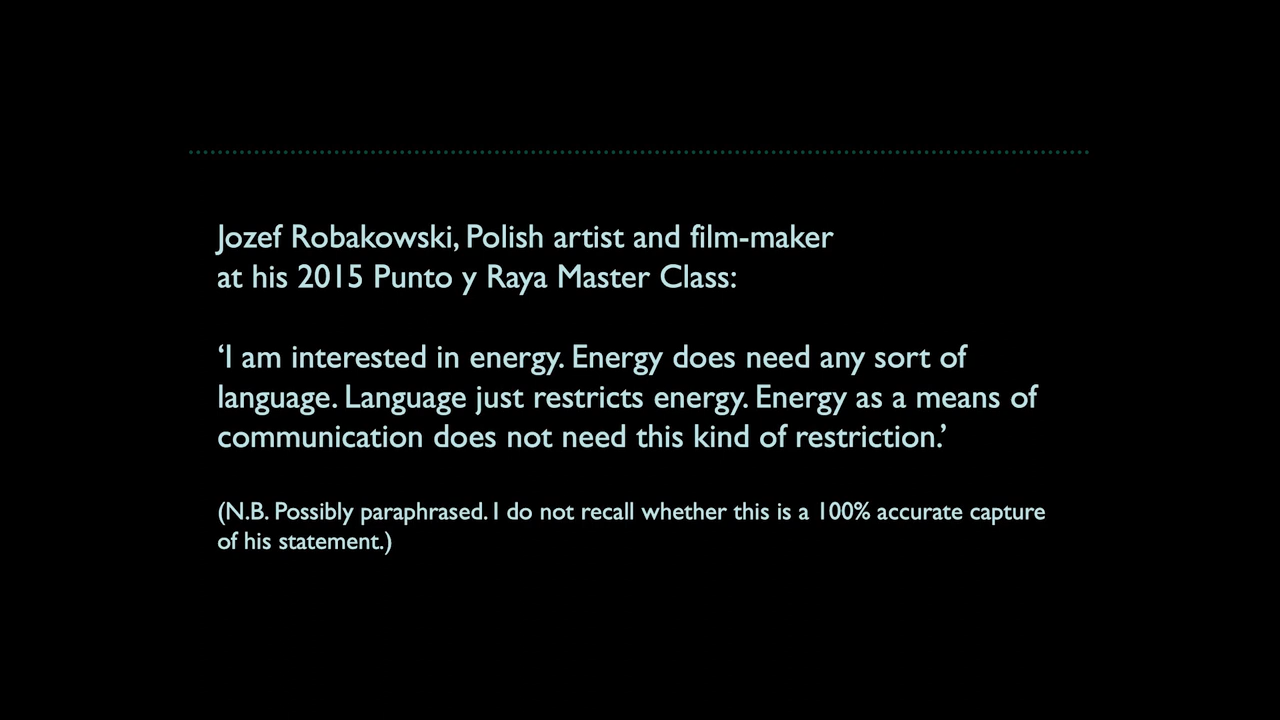 Jozef Robakowski, Polish artist and film-maker
at his 2015 Punto y Raya Master Class:
‘I am interested in energy. Energy does need any sort of
language. Language just restricts energy. Energy as a means of
communication does not need this kind of restriction.’
(N.B. Possibly paraphrased. I do not recall whether this is a 100% accurate capture
of his statement.)